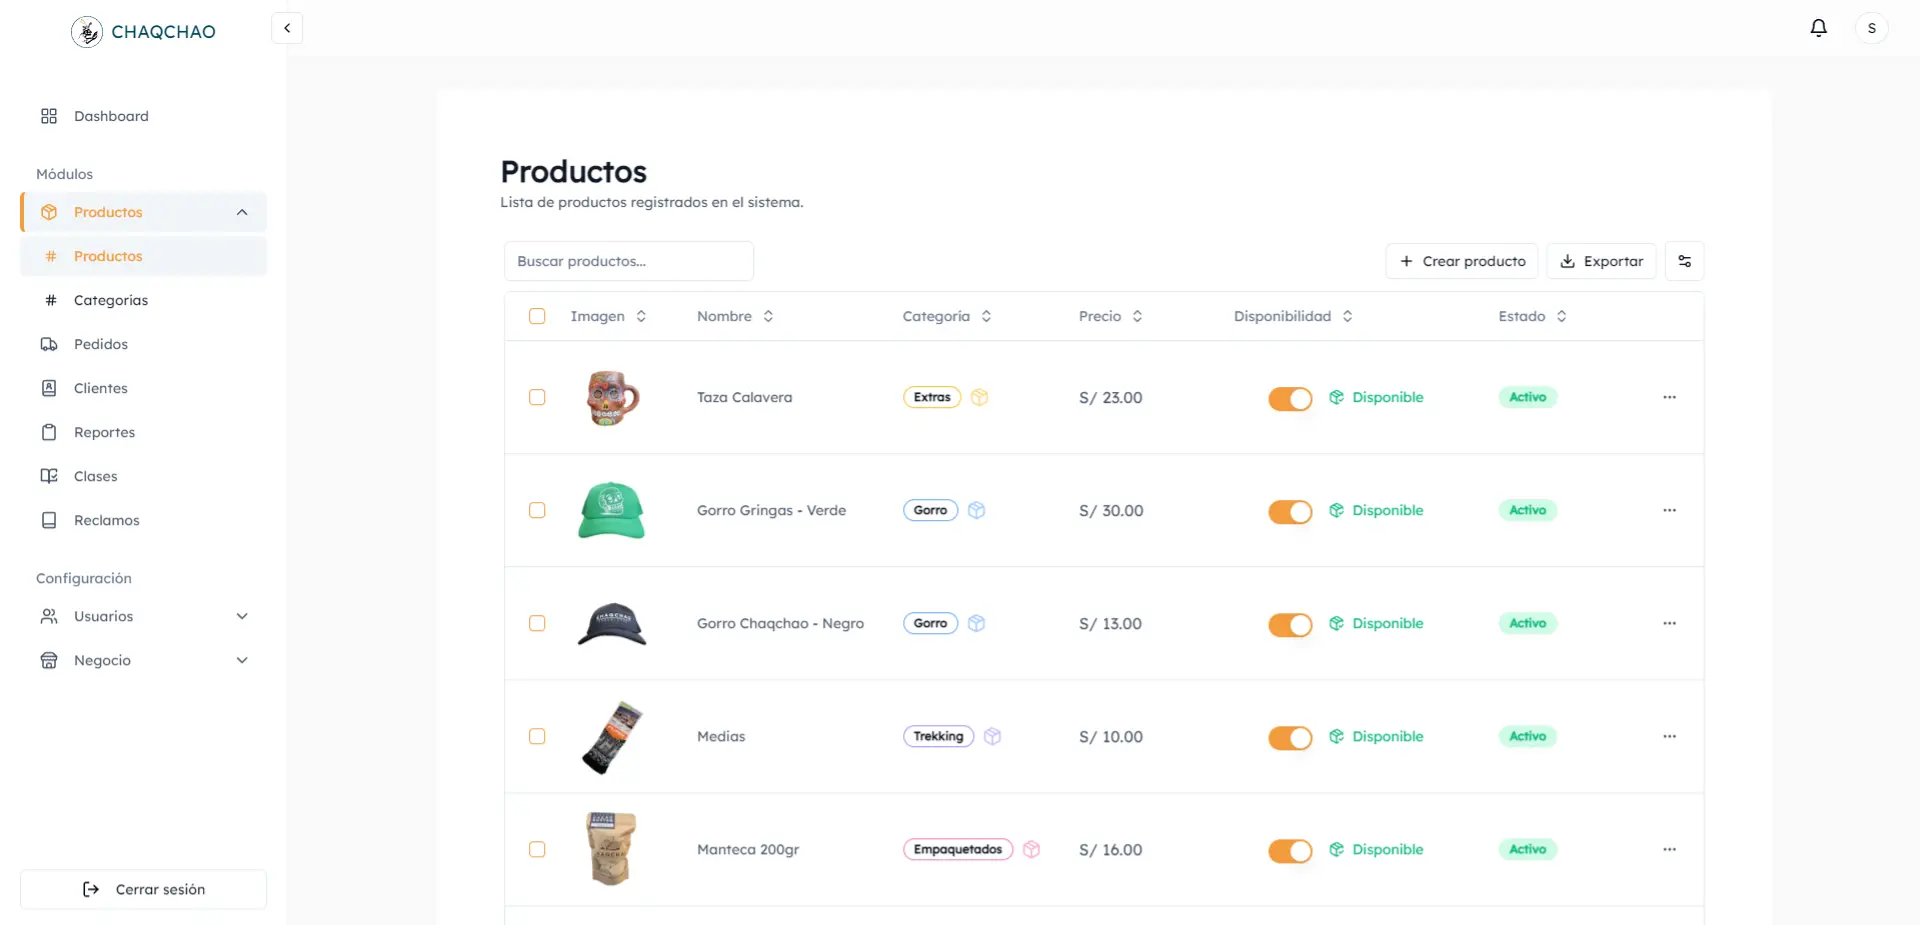 CHAQCHAO
S
Dashboard
Módulos
Productos
# Productos
# Categorias
Pedidos
Clientes
Reportes
Clases
Reclamos
Configuración
Usuarios
Negocio
Cerrar sesión
Productos
Lista de productos registrados en el sistema.
Buscar productos...
Crear producto
Exportar
Imagen Nombre Categoría Precio Disponibilidad Estado
Taza Calavera Extras S/ 23.00 Disponible Activo
Gorro Gringas - Verde Gorro S/ 30.00 Disponible Activo
CHAQCHAO
Gorro Chaqchao - Negro Gorro S/ 13.00 Disponible Activo
Medias Trekking S/ 10.00 Disponible Activo
Manteca 200gr Empaquetados S/ 16.00 Disponible Activo